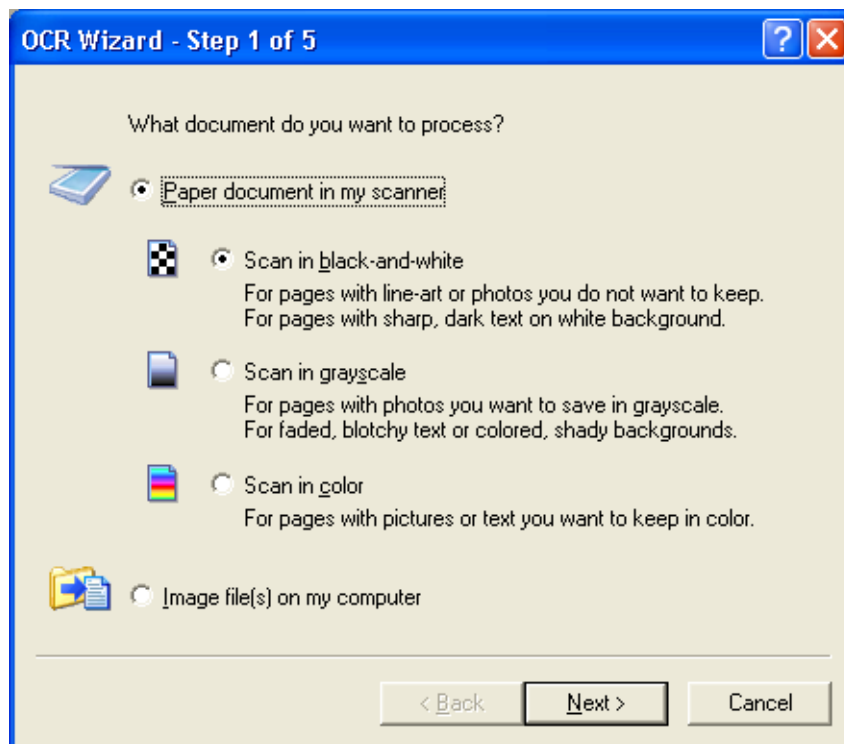 OCR Wizard - Step 1 of 5
What document do you want to process?
Paper document in my scanner
Scan in black-and-white
For pages with line-art or photos you do not want to keep.
For pages with sharp, dark text on white background.
Scan in grayscale
For pages with photos you want to save in grayscale.
For faded, blotchy text or colored, shady backgrounds.
Scan in color
For pages with pictures or text you want to keep in color.
Image file(s) on my computer
< Back Next > Cancel